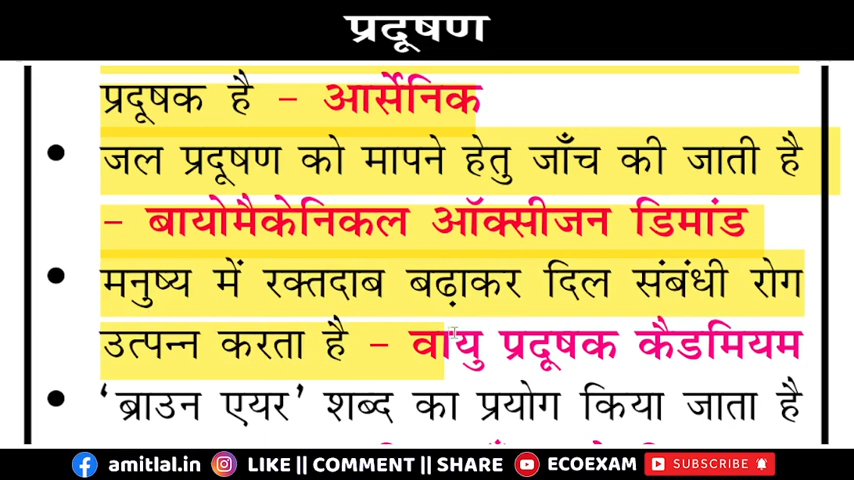 प्रदूषण
प्रदूषक है - आर्सेनिक
• जल प्रदूषण को मापने हेतु जाँच की जाती है
- बायोमैकेनिकल ऑक्सीजन डिमांड
• मनुष्य में रक्तदाब बढ़ाकर दिल संबंधी रोग
उत्पन्न करता है - वायु प्रदूषक कैडमियम
• ‘ब्राउन एयर’ शब्द का प्रयोग किया जाता है
amitlal.in LIKE || COMMENT || SHARE ECOEXAM SUBSCRIBE